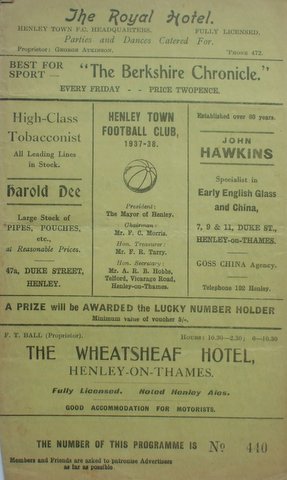 The Royal Hotel.
HENLEY TOWN F.C. HEADQUARTERS. FULLY LICENSED.
Parties and Dances Catered For.
Proprietor: GEORGE ATKINSON. 'PHONE 472.
BEST FOR SPORT — "The Berkshire Chronicle."
EVERY FRIDAY - - PRICE TWOPENCE.
High-Class
Tobacconist
All Leading Lines
in Stock.
Harold Dee
Large Stock of
PIPES, POUCHES,
etc.,
at Reasonable Prices.
47a, DUKE STREET,
HENLEY.
HENLEY TOWN
FOOTBALL CLUB,
1937-38.
President:
The Mayor of Henley.
Chairman:
Mr. F. C. Morris.
Hon. Treasurer:
Mr. F. R. Tarry.
Hon. Secretary:
Mr. A. R. B. Hobbs,
Telford, Vicarage Road,
Henley-on-Thames.
Established over 60 years.
JOHN
HAWKINS
Specialist in
Early English Glass
and China,
7, 9 & 11, DUKE ST.,
HENLEY-on-THAMES.
GOSS CHINA Agency.
Telephone 102 Henley.
A PRIZE will be AWARDED the LUCKY NUMBER HOLDER
Minimum value of voucher 5/-.
F. T. BALL (Proprietor). HOURS: 10.30—2.30; 6—10.30
THE WHEATSHEAF HOTEL,
HENLEY-ON-THAMES.
Fully Licensed. Noted Henley Ales.
GOOD ACCOMMODATION FOR MOTORISTS.
THE NUMBER OF THIS PROGRAMME IS No 440
Members and Friends are asked to patronise Advertisers
as far as possible.